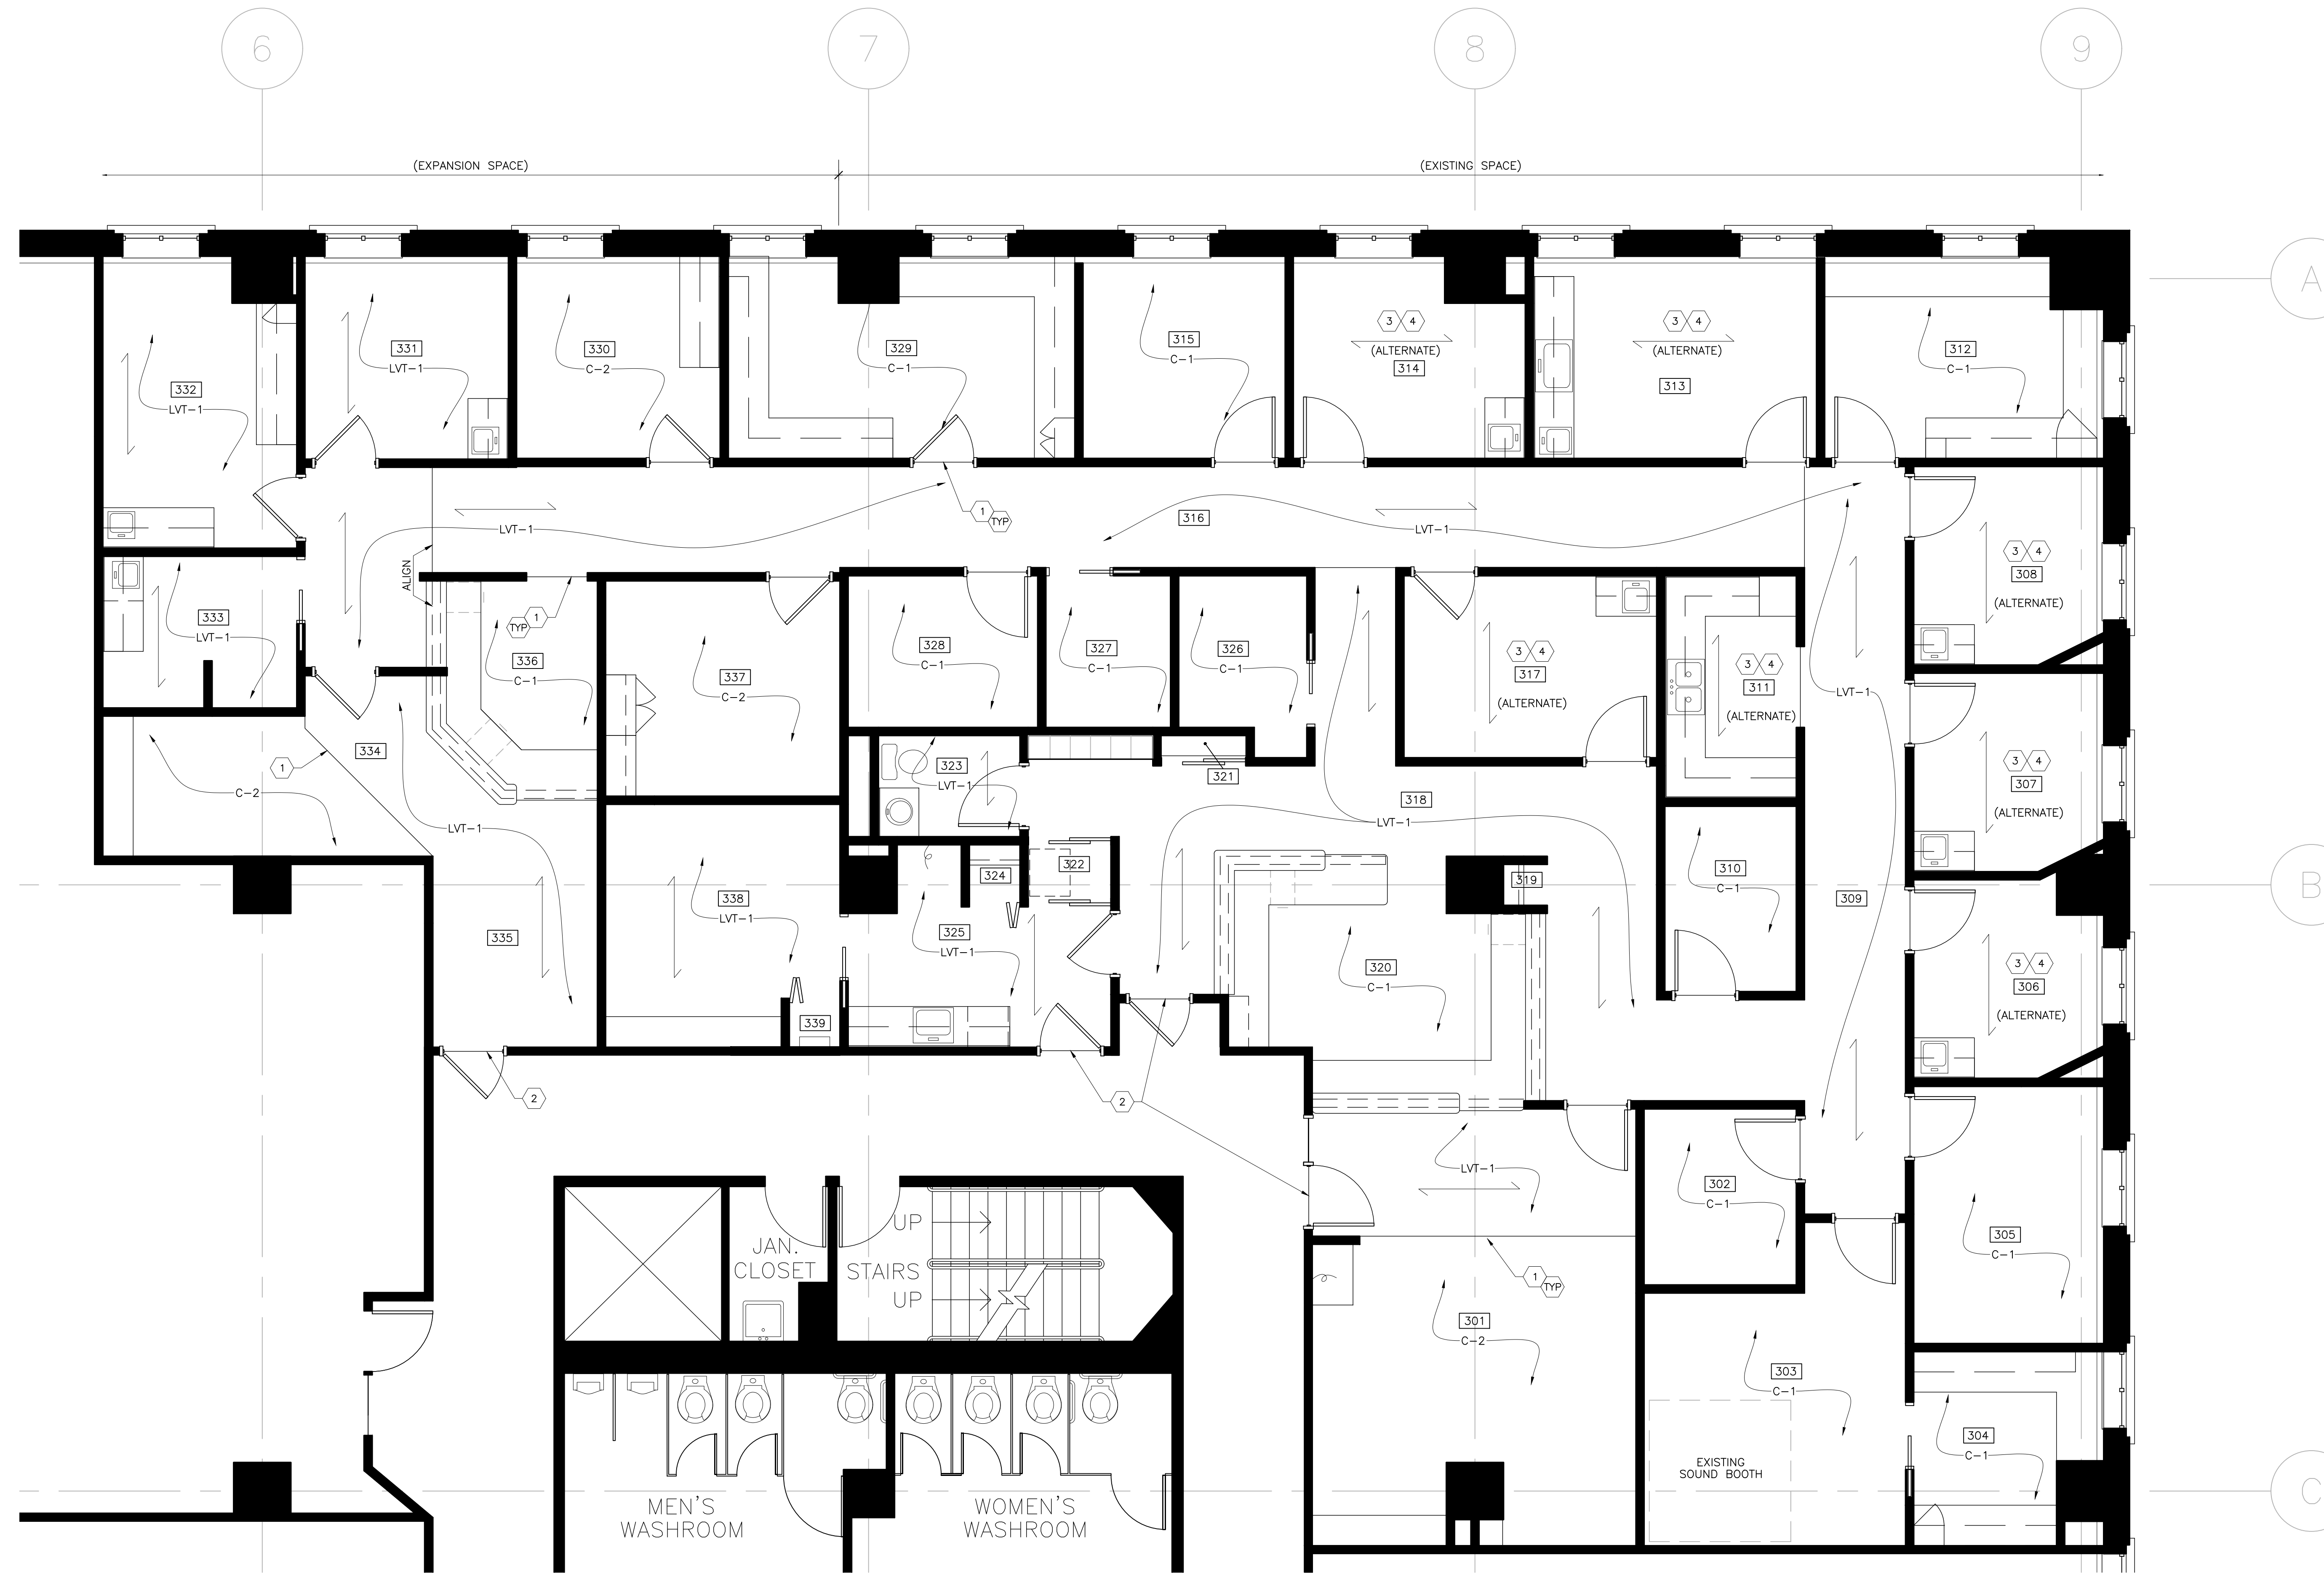 6
7
8
9
(EXPANSION SPACE)
(EXISTING SPACE)
A
332
LVT-1
331
LVT-1
330
C-2
329
C-1
315
C-1
3
4
(ALTERNATE)
314
3
4
(ALTERNATE)
313
312
C-1
LVT-1
1
TYP
316
LVT-1
ALIGN
3
4
308
(ALTERNATE)
333
LVT-1
TYP
1
336
C-1
337
C-2
328
C-1
327
C-1
326
C-1
3
4
317
(ALTERNATE)
3
4
311
(ALTERNATE)
LVT-1
334
1
C-2
LVT-1
323
LVT-1
321
318
LVT-1
3
4
307
(ALTERNATE)
B
338
LVT-1
324
322
319
310
C-1
309
335
325
LVT-1
320
C-1
3
4
306
(ALTERNATE)
339
2
2
LVT-1
302
C-1
305
C-1
JAN.
CLOSET
UP
STAIRS
UP
1
TYP
301
C-2
303
C-1
304
C-1
EXISTING
SOUND BOOTH
C
MEN'S
WASHROOM
WOMEN'S
WASHROOM